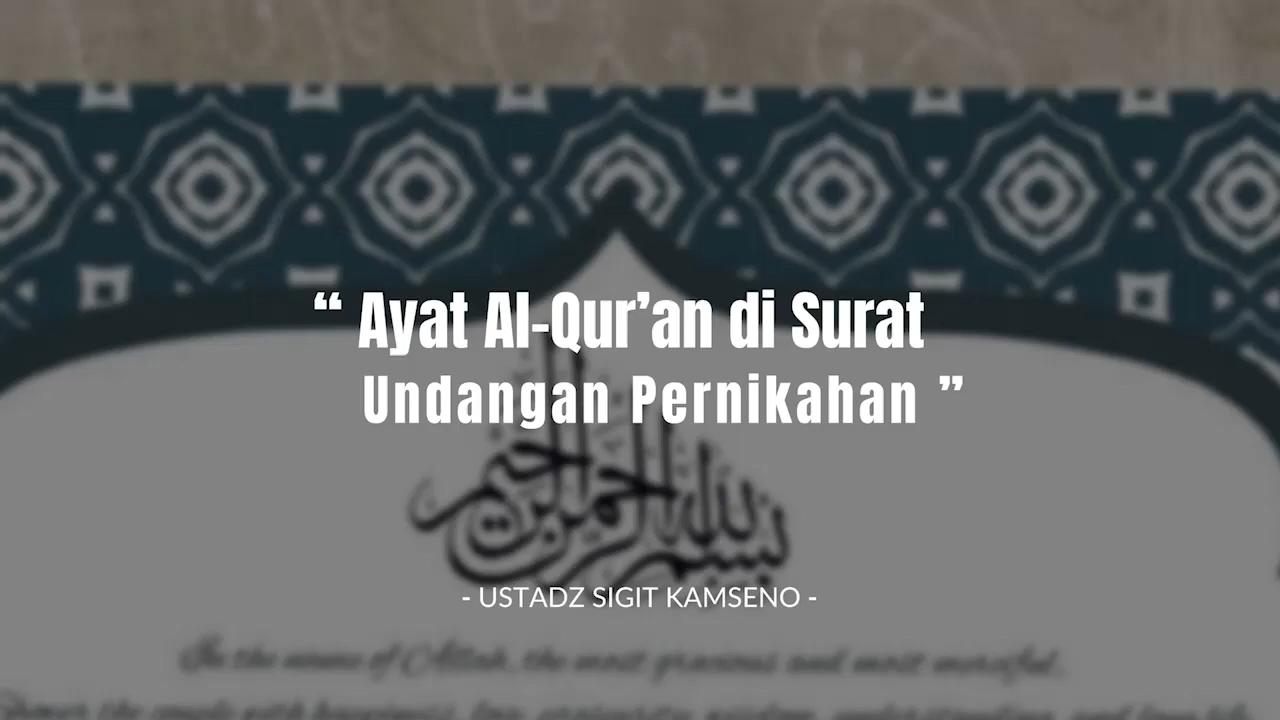 “ Ayat Al-Qur’an di Surat
Undangan Pernikahan ”
بسم الله الرحمن الرحيم
- USTADZ SIGIT KAMSENO -
In the name of Allah, the most gracious and most merciful.